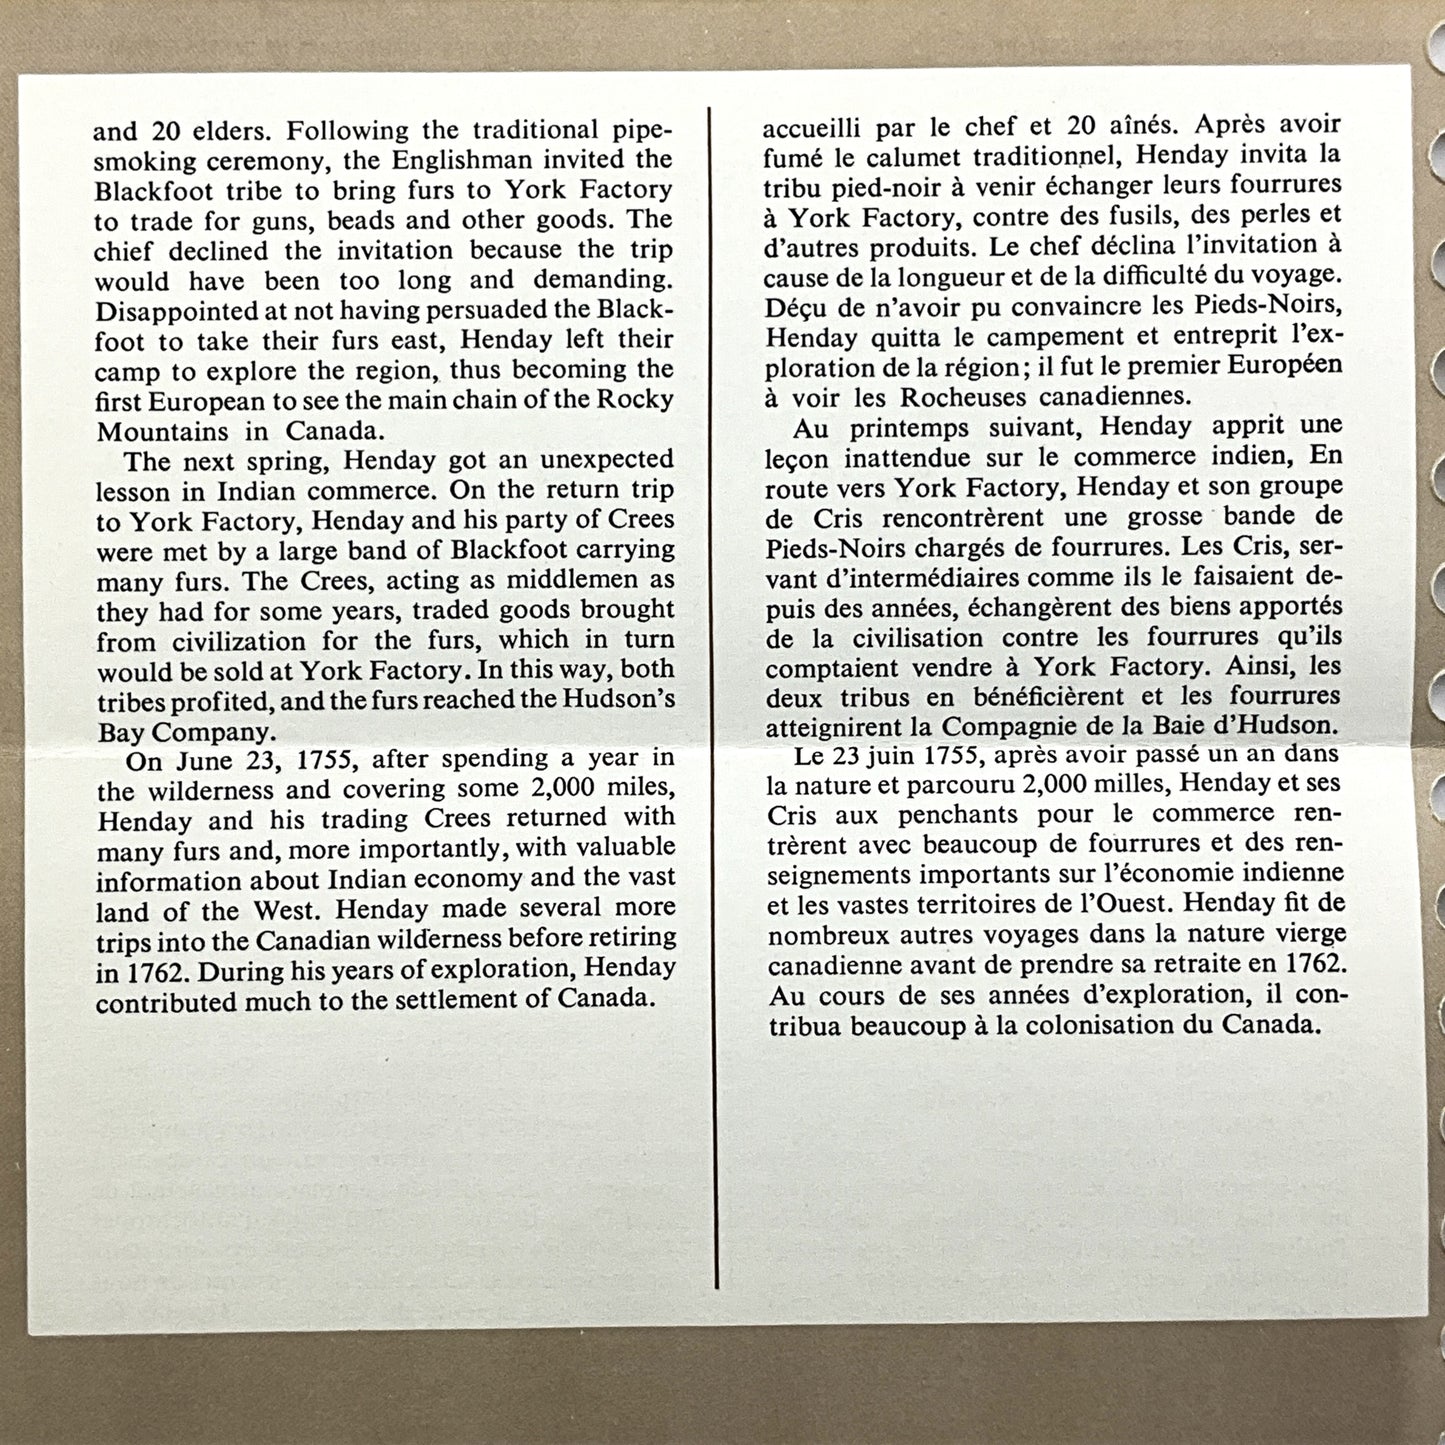 and 20 elders. Following the traditional pipe-
smoking ceremony, the Englishman invited the
Blackfoot tribe to bring furs to York Factory
to trade for guns, beads and other goods. The
chief declined the invitation because the trip
would have been too long and demanding.
Disappointed at not having persuaded the Black-
foot to take their furs east, Henday left their
camp to explore the region, thus becoming the
first European to see the main chain of the Rocky
Mountains in Canada.
The next spring, Henday got an unexpected
lesson in Indian commerce. On the return trip
to York Factory, Henday and his party of Crees
were met by a large band of Blackfoot carrying
many furs. The Crees, acting as middlemen as
they had for some years, traded goods brought
from civilization for the furs, which in turn
would be sold at York Factory. In this way, both
tribes profited, and the furs reached the Hudson's
Bay Company.
On June 23, 1755, after spending a year in
the wilderness and covering some 2,000 miles,
Henday and his trading Crees returned with
many furs and, more importantly, with valuable
information about Indian economy and the vast
land of the West. Henday made several more
trips into the Canadian wilderness before retiring
in 1762. During his years of exploration, Henday
contributed much to the settlement of Canada.
accueilli par le chef et 20 aînés. Après avoir
fumé le calumet traditionnel, Henday invita la
tribu pied-noir à venir échanger leurs fourrures
à York Factory, contre des fusils, des perles et
d'autres produits. Le chef déclina l'invitation à
cause de la longueur et de la difficulté du voyage.
Déçu de n'avoir pu convaincre les Pieds-Noirs,
Henday quitta le campement et entreprit l'ex-
ploration de la région; il fut le premier Européen
à voir les Rocheuses canadiennes.
Au printemps suivant, Henday apprit une
leçon inattendue sur le commerce indien, En
route vers York Factory, Henday et son groupe
de Cris rencontrèrent une grosse bande de
Pieds-Noirs chargés de fourrures. Les Cris, ser-
vant d'intermédiaires comme ils le faisaient de-
puis des années, échangèrent des biens apportés
de la civilisation contre les fourrures qu'ils
comptaient vendre à York Factory. Ainsi, les
deux tribus en bénéficièrent et les fourrures
atteignirent la Compagnie de la Baie d'Hudson.
Le 23 juin 1755, après avoir passé un an dans
la nature et parcouru 2,000 milles, Henday et ses
Cris aux penchants pour le commerce ren-
trèrent avec beaucoup de fourrures et des ren-
seignements importants sur l'économie indienne
et les vastes territoires de l'Ouest. Henday fit de
nombreux autres voyages dans la nature vierge
canadienne avant de prendre sa retraite en 1762.
Au cours de ses années d'exploration, il con-
tribua beaucoup à la colonisation du Canada.